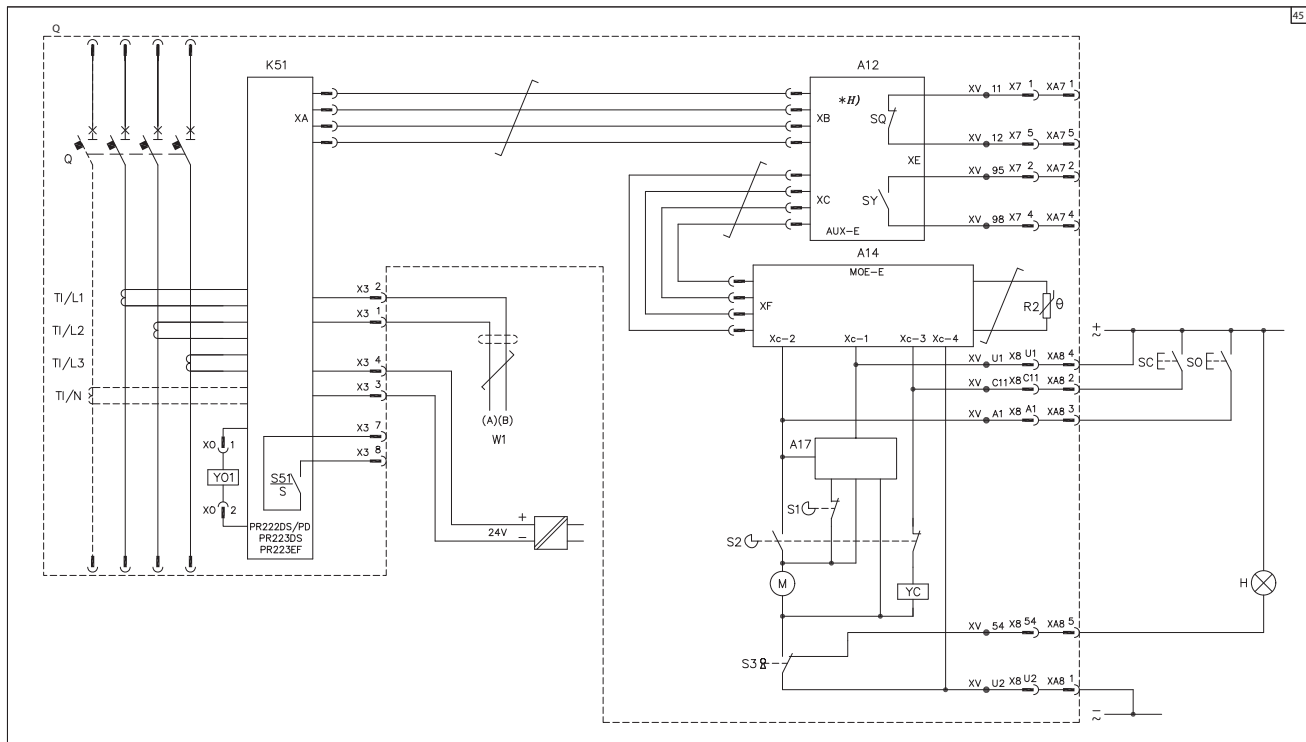 45
Q
K51
A12
XA
*H)
XB
SQ
XE
XC
SY
AUX-E
XV 11 X7 1 XA7 1
XV 12 X7 5 XA7 5
XV 95 X7 2 XA7 2
XV 98 X7 4 XA7 4
Q
A14
MOE-E
XF
R2 θ
Xc-2 Xc-1 Xc-3 Xc-4
TI/L1
TI/L2
TI/L3
TI/N
X3 2
X3 1
X3 4
X3 3
X3 7
X3 8
(A)(B)
W1
+
~
XV U1 X8 U1 XA8 4
XV C11 X8 C11 XA8 2
XV A1 X8 A1 XA8 3
SC
SO
X0 1
Y01
X0 2
S51
S
PR222DS/PD
PR223DS
PR223EF
+
24V
−
A17
S1
S2
M
YC
H
S3
XV 54 X8 54 XA8 5
XV U2 X8 U2 XA8 1
−
~